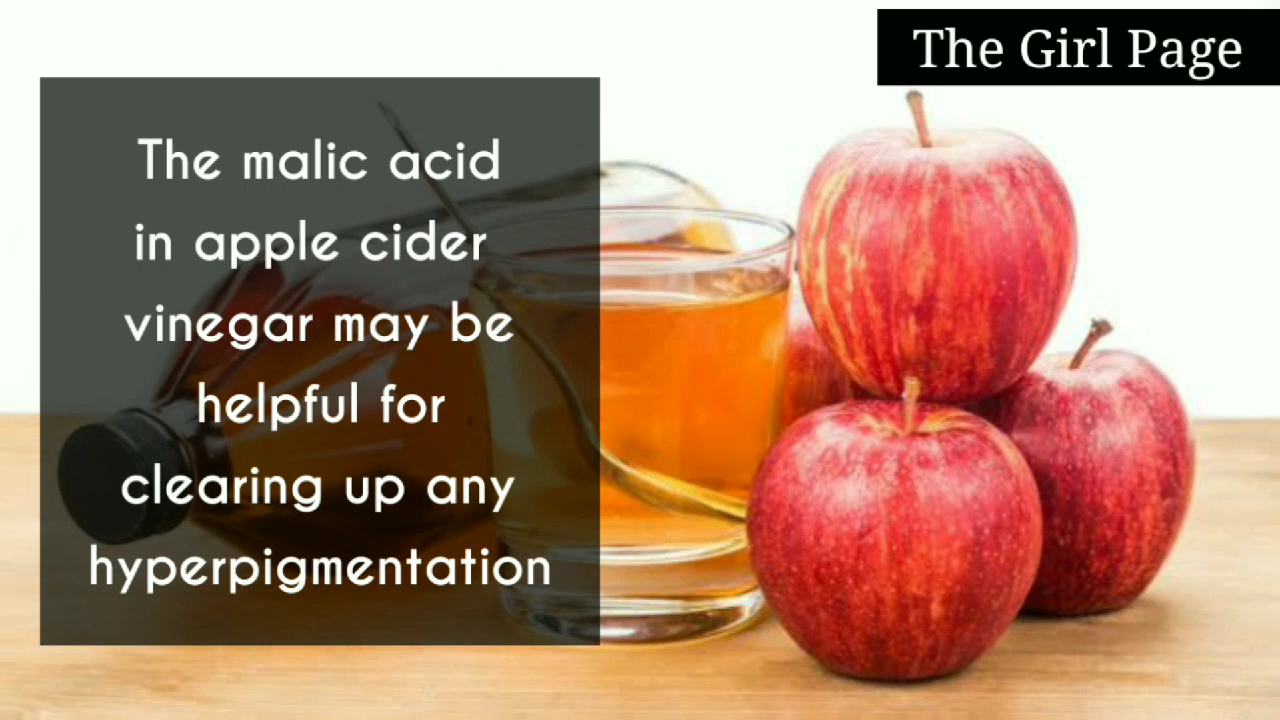 The Girl Page
The malic acid
in apple cider
vinegar may be
helpful for
clearing up any
hyperpigmentation